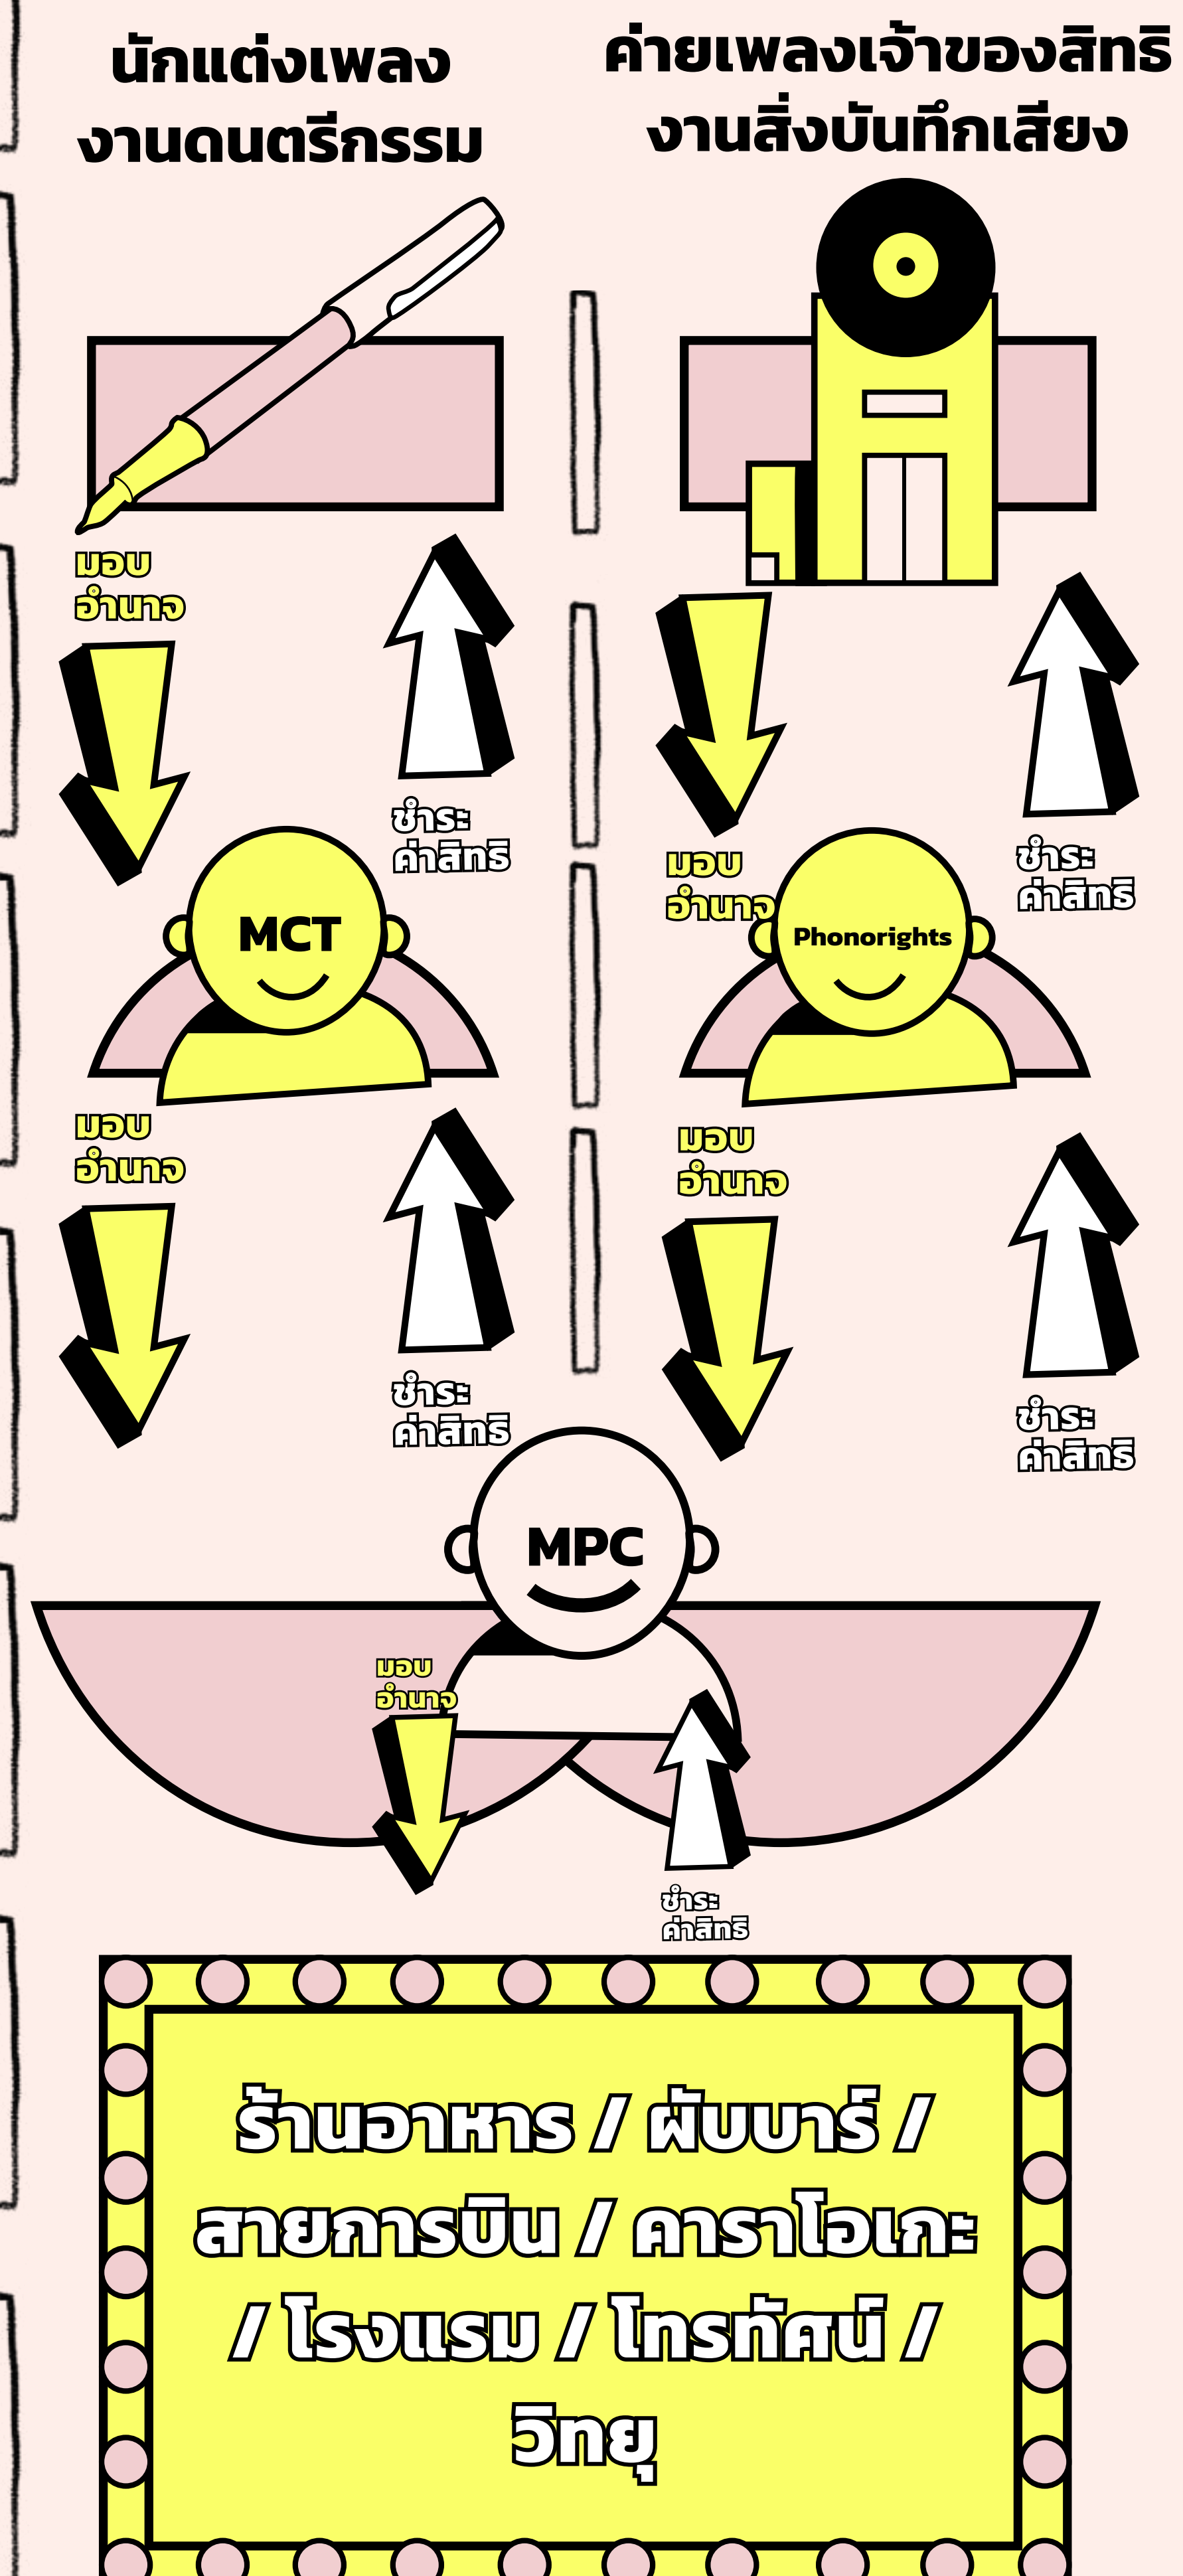 นักแต่งเพลง
งานดนตรีกรรม
ค่ายเพลงเจ้าของสิทธิ
งานสิ่งบันทึกเสียง
มอบ
อำนาจ
ชำระ
ค่าสิทธิ
มอบ
อำนาจ
ชำระ
ค่าสิทธิ
MCT
Phonorights
มอบ
อำนาจ
ชำระ
ค่าสิทธิ
มอบ
อำนาจ
ชำระ
ค่าสิทธิ
MPC
มอบ
อำนาจ
ชำระ
ค่าสิทธิ
ร้านอาหาร / ผับบาร์ /
สายการบิน / คาราโอเกะ
/ โรงแรม / โทรทัศน์ /
วิทยุ